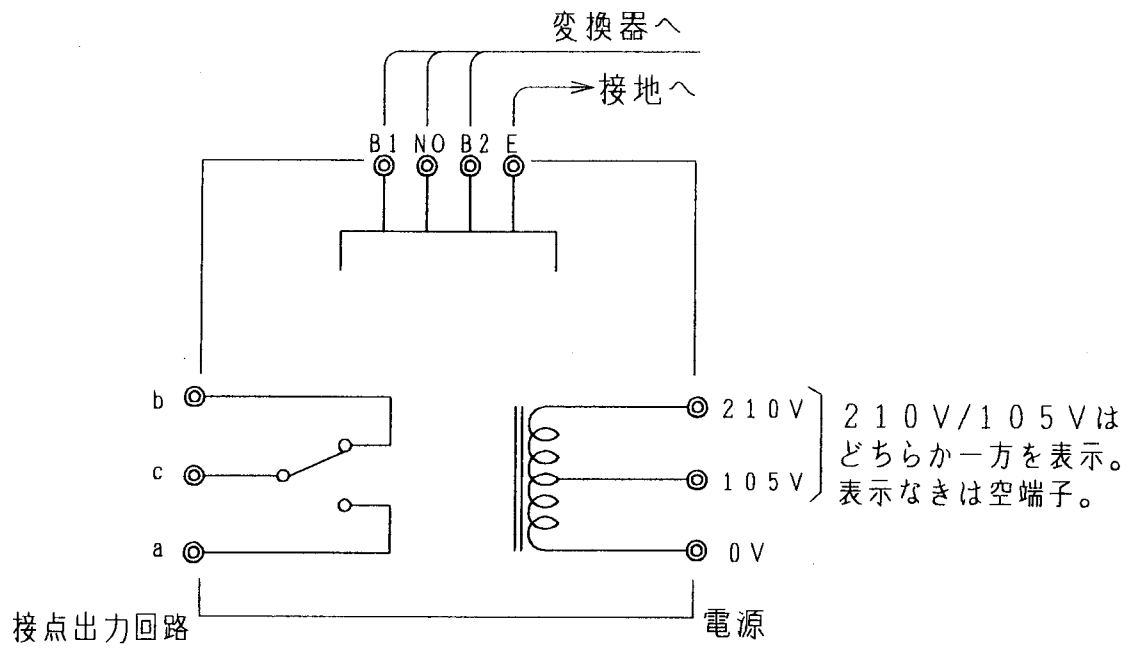 変換器へ
接地へ
B1 NO B2 E
b
c
a
210V
105V
0V
210V/105Vは
どちらか一方を表示。
表示なきは空端子。
接点出力回路
電源